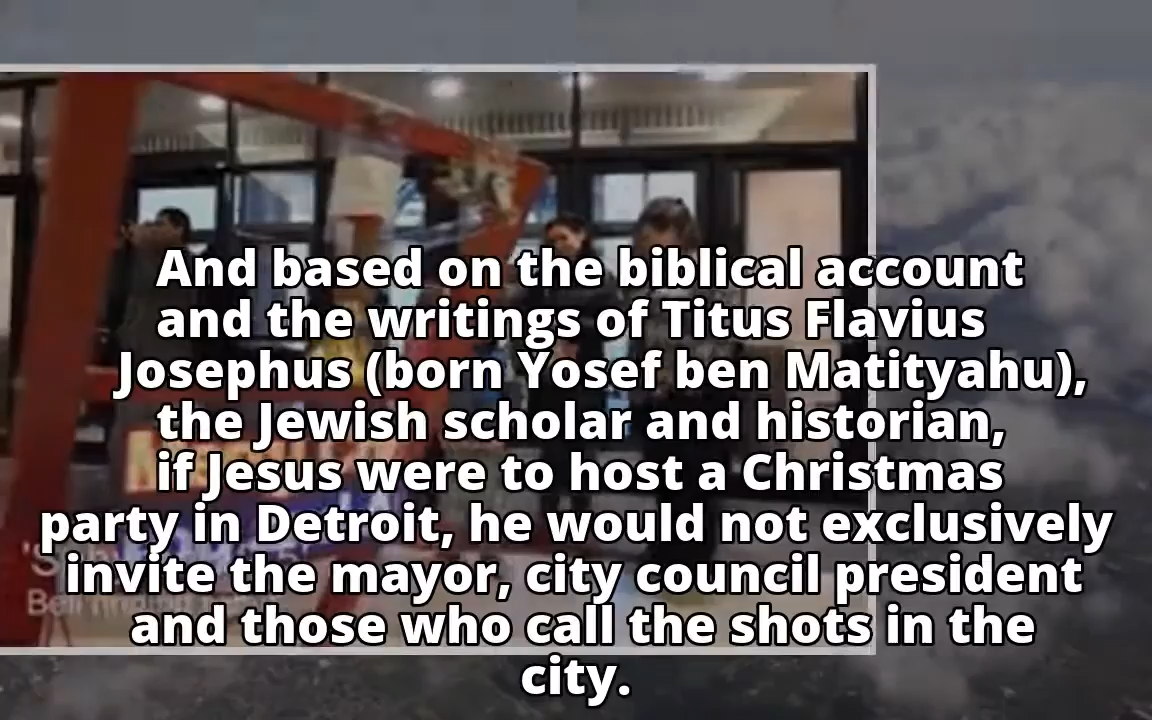 And based on the biblical account
and the writings of Titus Flavius
Josephus (born Yosef ben Matityahu),
the Jewish scholar and historian,
if Jesus were to host a Christmas
party in Detroit, he would not exclusively
invite the mayor, city council president
and those who call the shots in the
city.